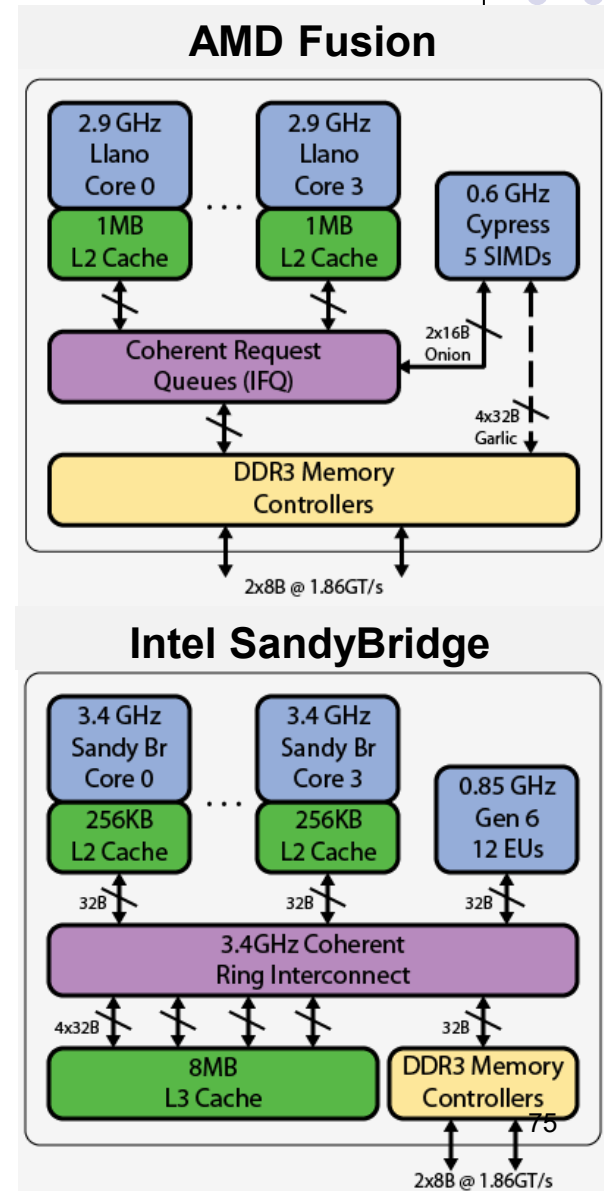 AMD Fusion
2.9 GHz
Llano
Core 0
1MB
L2 Cache
...
2.9 GHz
Llano
Core 3
1MB
L2 Cache
0.6 GHz
Cypress
5 SIMDs
2x16B
Onion
Coherent Request
Queues (IFQ)
4x32B
Garlic
DDR3 Memory
Controllers
2x8B @ 1.86GT/s
Intel SandyBridge
3.4 GHz
Sandy Br
Core 0
256KB
L2 Cache
...
3.4 GHz
Sandy Br
Core 3
256KB
L2 Cache
0.85 GHz
Gen 6
12 EUs
32B
32B
32B
3.4GHz Coherent
Ring Interconnect
4x32B
32B
8MB
L3 Cache
DDR3 Memory
Controllers
75
2x8B @ 1.86GT/s